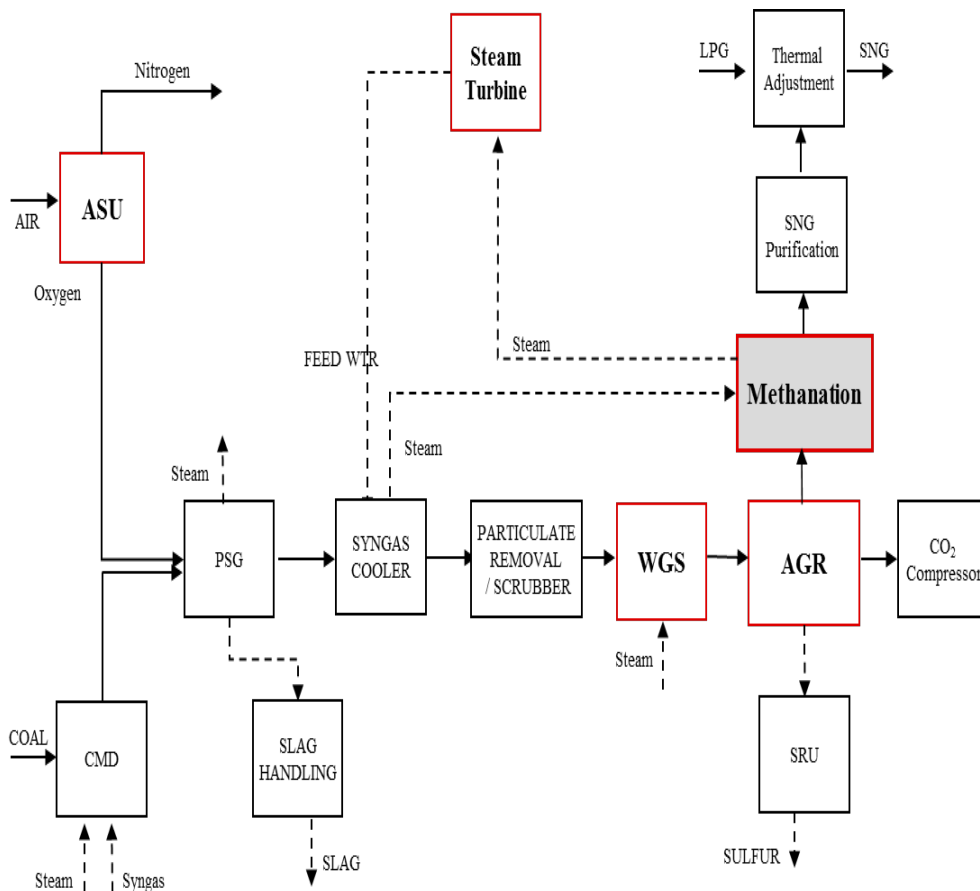 Nitrogen
Steam
Turbine
LPG
Thermal
Adjustment
SNG
AIR
ASU
SNG
Purification
Oxygen
FEED WTR
Steam
Methanation
Steam
Steam
PSG
SYNGAS
COOLER
PARTICULATE
REMOVAL
/ SCRUBBER
WGS
AGR
CO₂
Compressor
Steam
COAL
CMD
SLAG
HANDLING
SRU
Steam
Syngas
SLAG
SULFUR